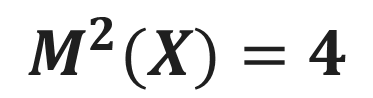 M²(X) = 4